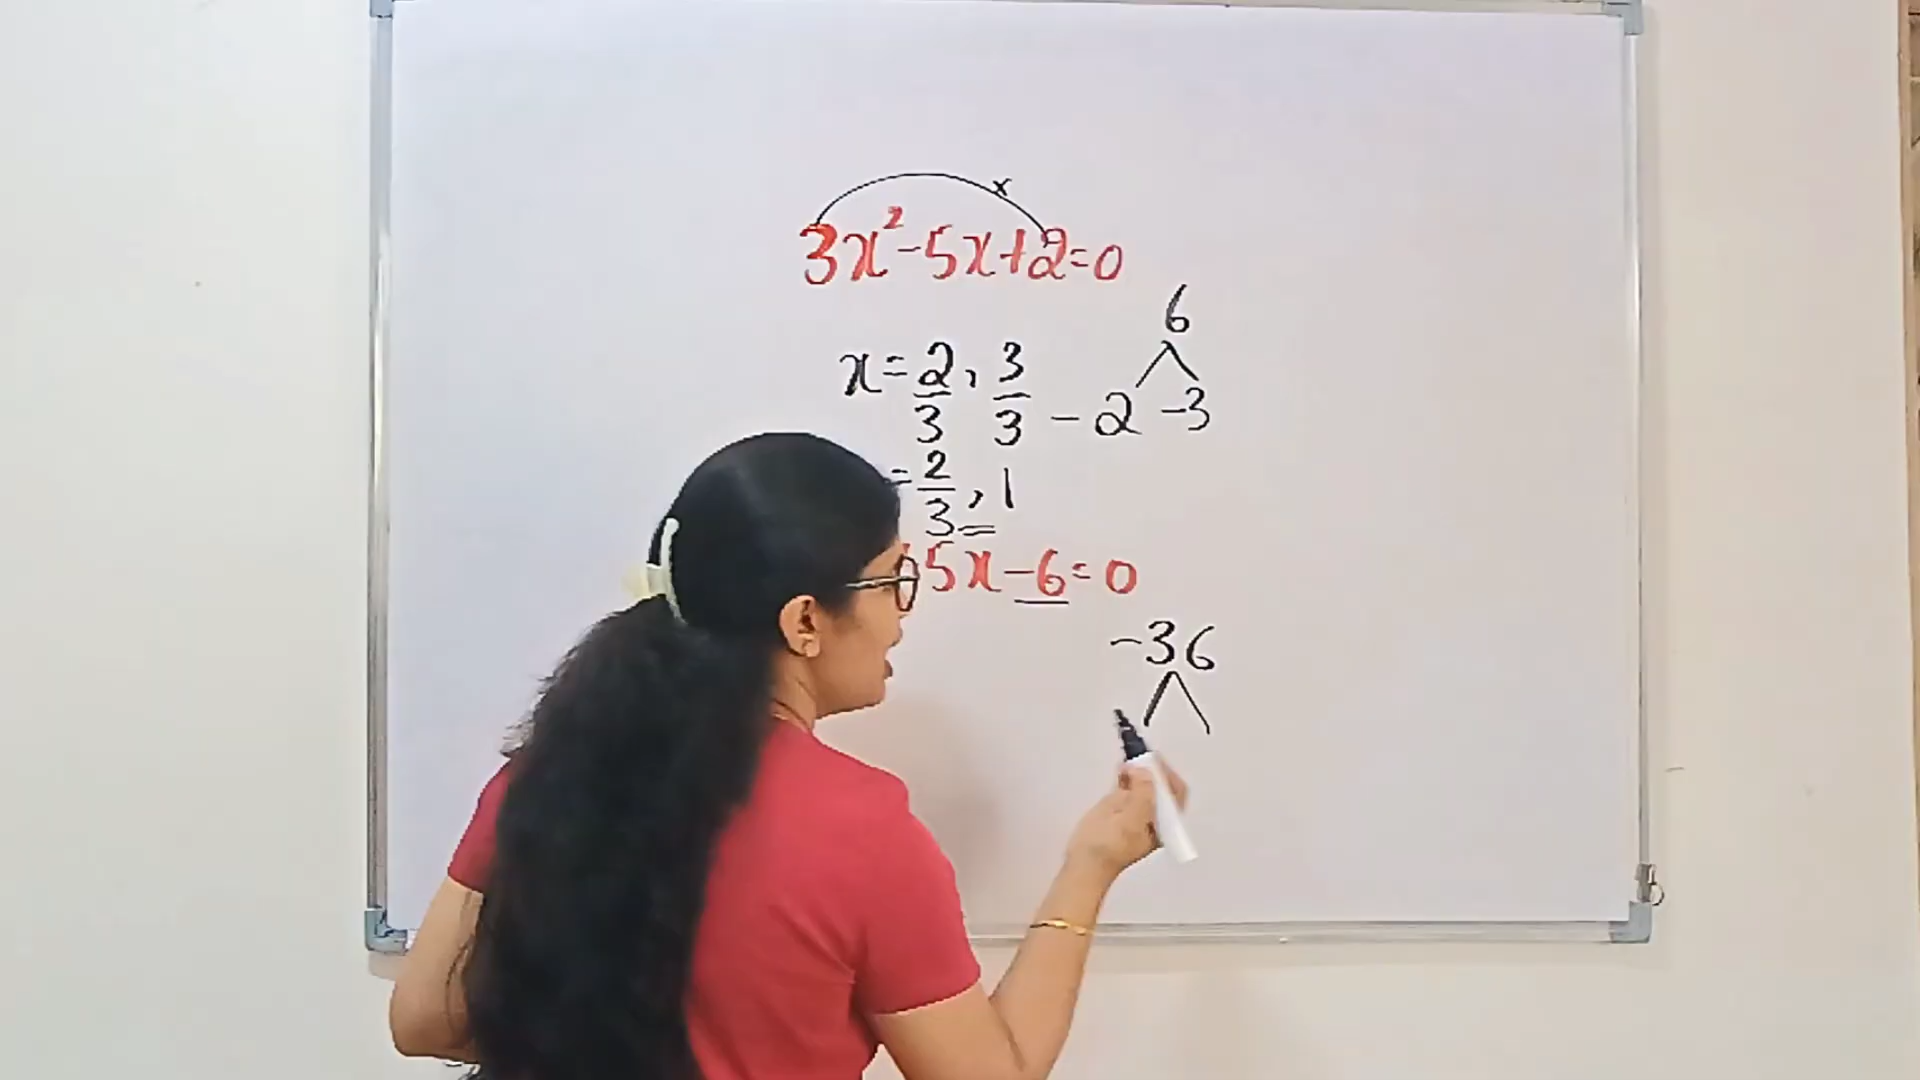 x
3x²-5x+2=0
6
x=2/3, 3/3
-2 -3
=2/3, 1
5x-6=0
-36